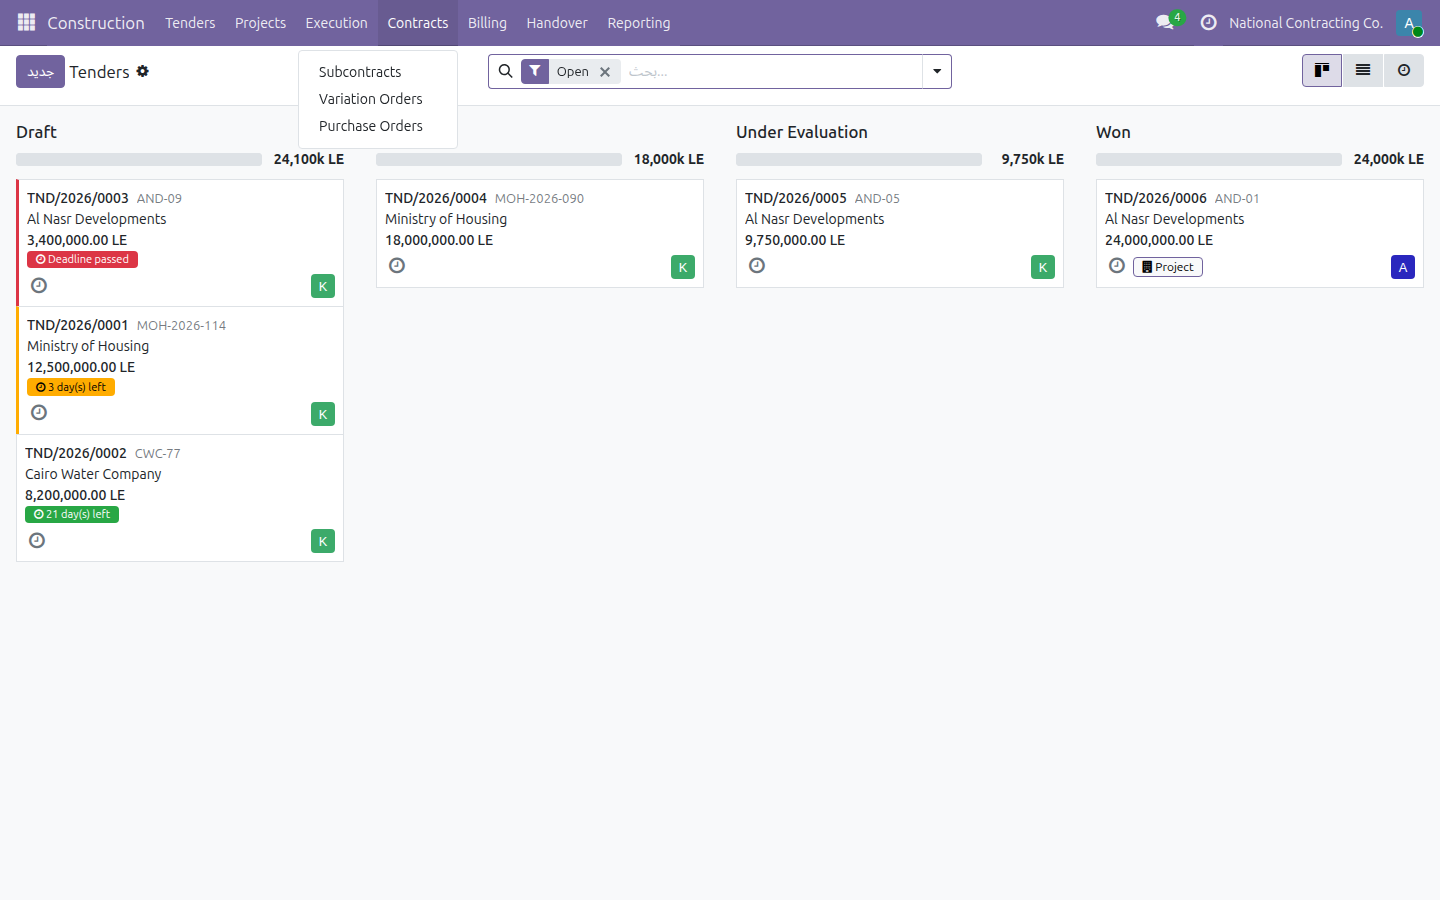 Construction Tenders Projects Execution Contracts Billing Handover Reporting 4 National Contracting Co. A
جديد Tenders Open بحث...
Subcontracts
Variation Orders
Purchase Orders
Draft
24,100k LE
TND/2026/0003 AND-09
Al Nasr Developments
3,400,000.00 LE
Deadline passed
K
TND/2026/0001 MOH-2026-114
Ministry of Housing
12,500,000.00 LE
3 day(s) left
K
TND/2026/0002 CWC-77
Cairo Water Company
8,200,000.00 LE
21 day(s) left
K
18,000k LE
TND/2026/0004 MOH-2026-090
Ministry of Housing
18,000,000.00 LE
K
Under Evaluation
9,750k LE
TND/2026/0005 AND-05
Al Nasr Developments
9,750,000.00 LE
K
Won
24,000k LE
TND/2026/0006 AND-01
Al Nasr Developments
24,000,000.00 LE
Project
A